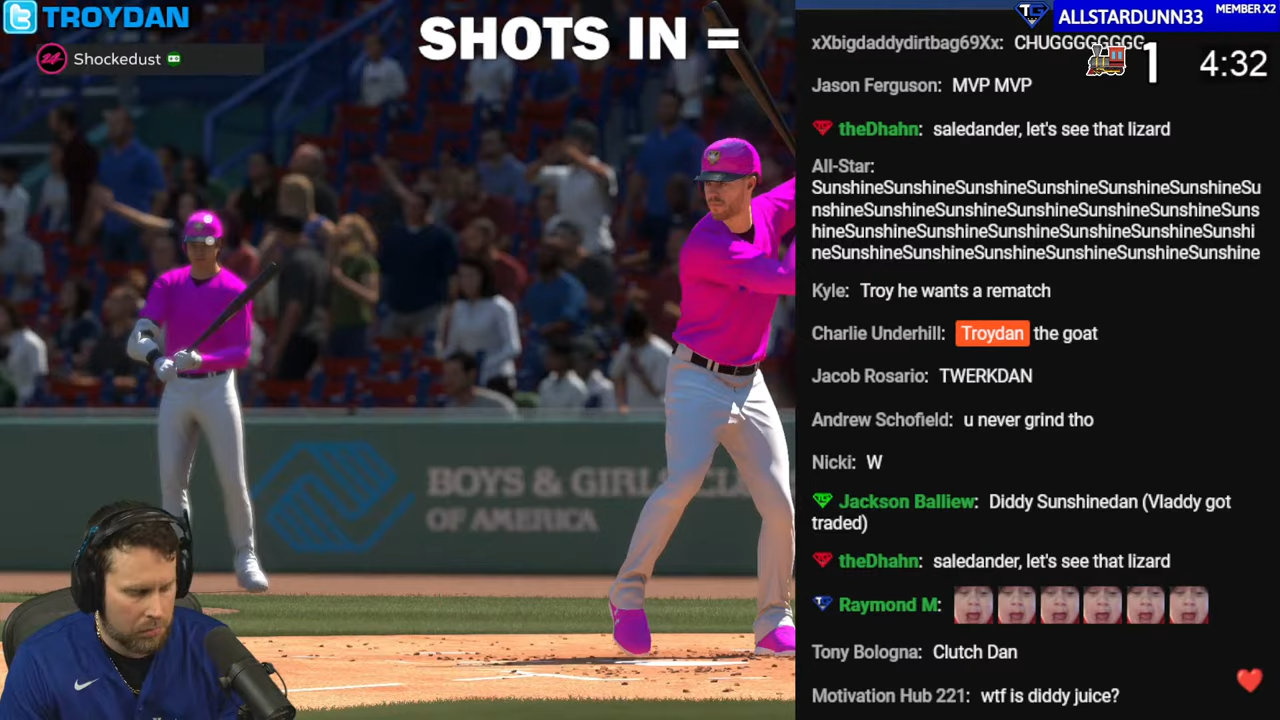 TROYDAN
Shockedust
SHOTS IN =
BOYS & GIRLS
OF AMERICA
TG ALLSTARDUNN33 MEMBER X2
xXbigdaddydirtbag69Xx: CHUGGGGGGGG
1 4:32
Jason Ferguson: MVP MVP
theDhahn: saledander, let's see that lizard
All-Star:
SunshineSunshineSunshineSunshineSunshineSunshineSu
nshineSunshineSunshineSunshineSunshineSunshineSuns
hineSunshineSunshineSunshineSunshineSunshineSunshi
neSunshineSunshineSunshineSunshineSunshineSunshine
Kyle: Troy he wants a rematch
Charlie Underhill: Troydan the goat
Jacob Rosario: TWERKDAN
Andrew Schofield: u never grind tho
Nicki: W
Jackson Balliew: Diddy Sunshinedan (Vladdy got
traded)
theDhahn: saledander, let's see that lizard
Raymond M:
Tony Bologna: Clutch Dan
Motivation Hub 221: wtf is diddy juice?